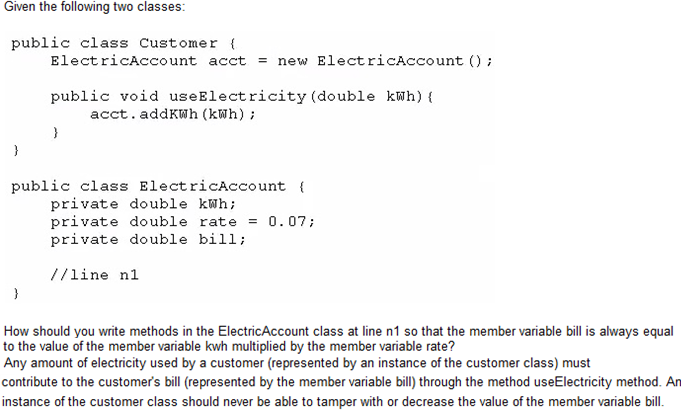 Given the following two classes:
public class Customer {
ElectricAccount acct = new ElectricAccount();
public void useElectricity(double kWh){
acct.addKWh(kWh);
}
}
public class ElectricAccount {
private double kWh;
private double rate = 0.07;
private double bill;
//line n1
}
How should you write methods in the ElectricAccount class at line n1 so that the member variable bill is always equal
to the value of the member variable kwh multiplied by the member variable rate?
Any amount of electricity used by a customer (represented by an instance of the customer class) must
contribute to the customer's bill (represented by the member variable bill) through the method useElectricity method. An
instance of the customer class should never be able to tamper with or decrease the value of the member variable bill.